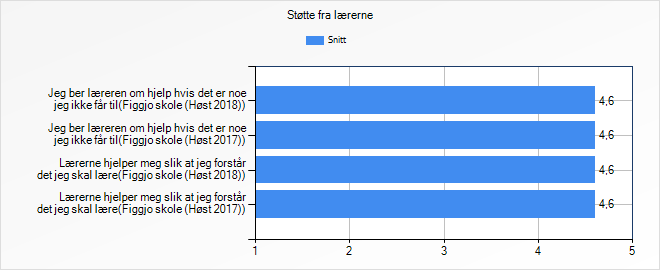 Støtte fra lærerne
Snitt
Jeg ber læreren om hjelp hvis det er noe
jeg ikke får til(Figgjo skole (Høst 2018))
4,6
Jeg ber læreren om hjelp hvis det er noe
jeg ikke får til(Figgjo skole (Høst 2017))
4,6
Lærerne hjelper meg slik at jeg forstår
det jeg skal lære(Figgjo skole (Høst 2018))
4,6
Lærerne hjelper meg slik at jeg forstår
det jeg skal lære(Figgjo skole (Høst 2017))
4,6
1 2 3 4 5